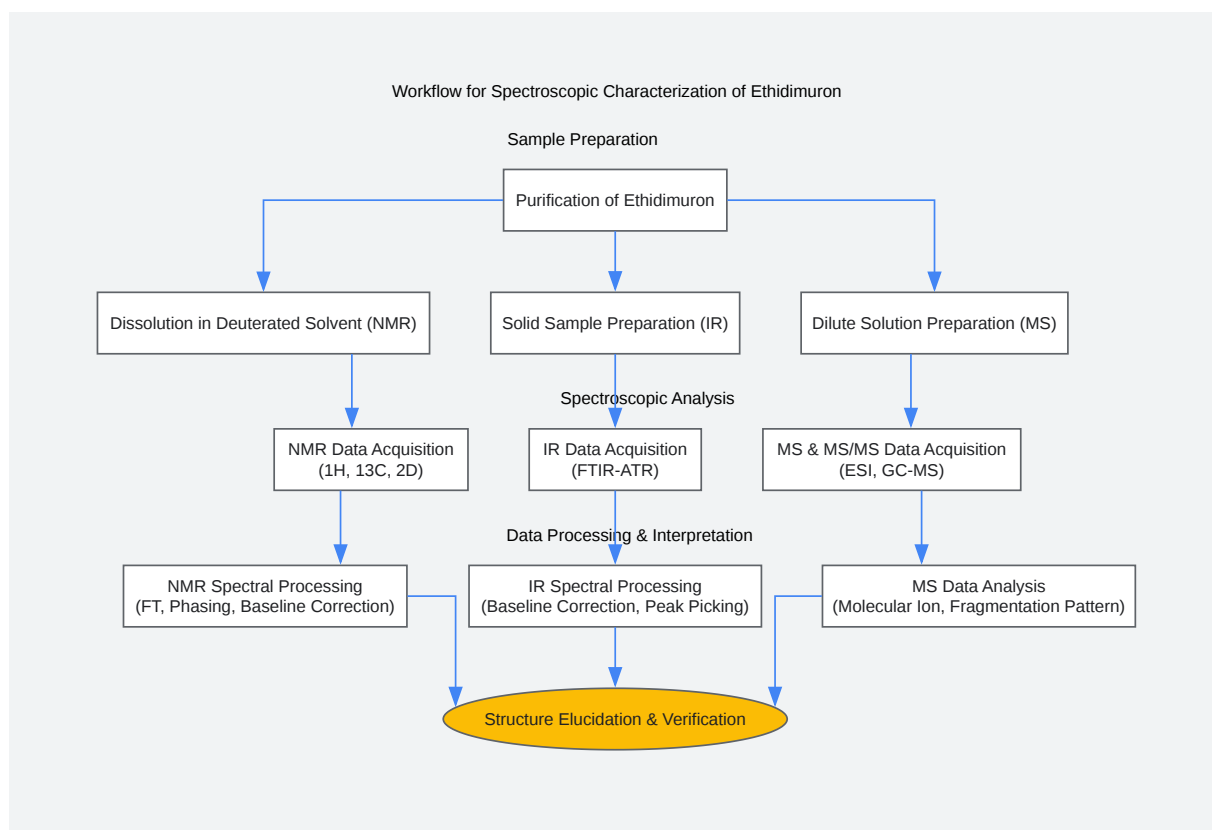 Workflow for Spectroscopic Characterization of Ethidimuron
Sample Preparation
Purification of Ethidimuron
Dissolution in Deuterated Solvent (NMR)
Solid Sample Preparation (IR)
Dilute Solution Preparation (MS)
Spectroscopic Analysis
NMR Data Acquisition
(1H, 13C, 2D)
IR Data Acquisition
(FTIR-ATR)
MS & MS/MS Data Acquisition
(ESI, GC-MS)
Data Processing & Interpretation
NMR Spectral Processing
(FT, Phasing, Baseline Correction)
IR Spectral Processing
(Baseline Correction, Peak Picking)
MS Data Analysis
(Molecular Ion, Fragmentation Pattern)
Structure Elucidation & Verification